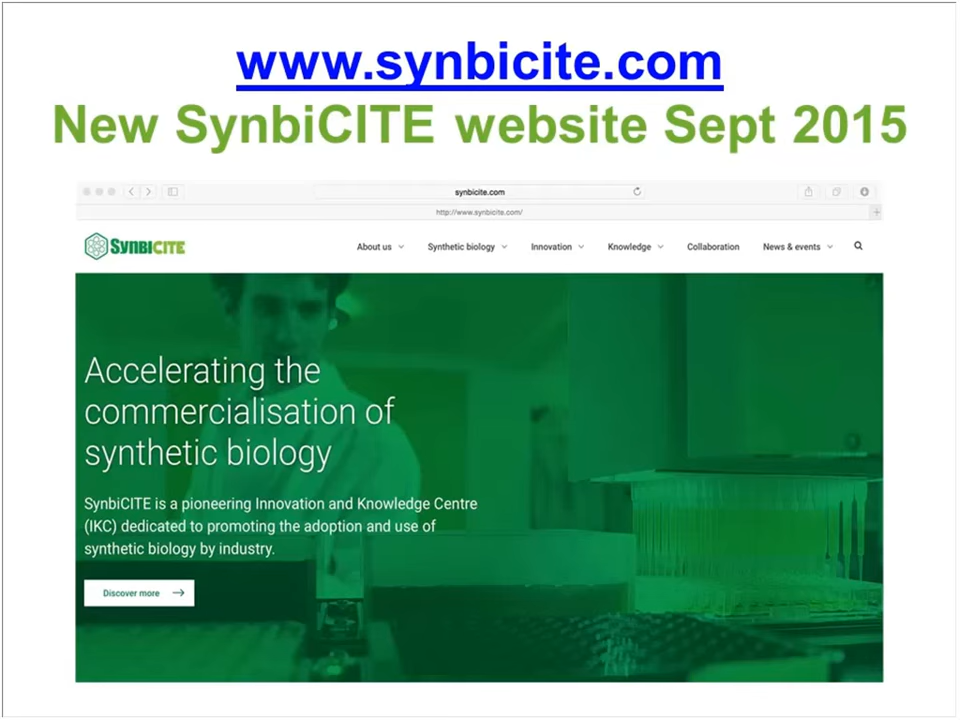 www.synbicite.com
New SynbiCITE website Sept 2015
synbicite.com
http://www.synbicite.com/
SYNBICITE
About us
Synthetic biology
Innovation
Knowledge
Collaboration
News & events
Accelerating the
commercialisation of
synthetic biology
SynbiCITE is a pioneering Innovation and Knowledge Centre
(IKC) dedicated to promoting the adoption and use of
synthetic biology by industry.
Discover more